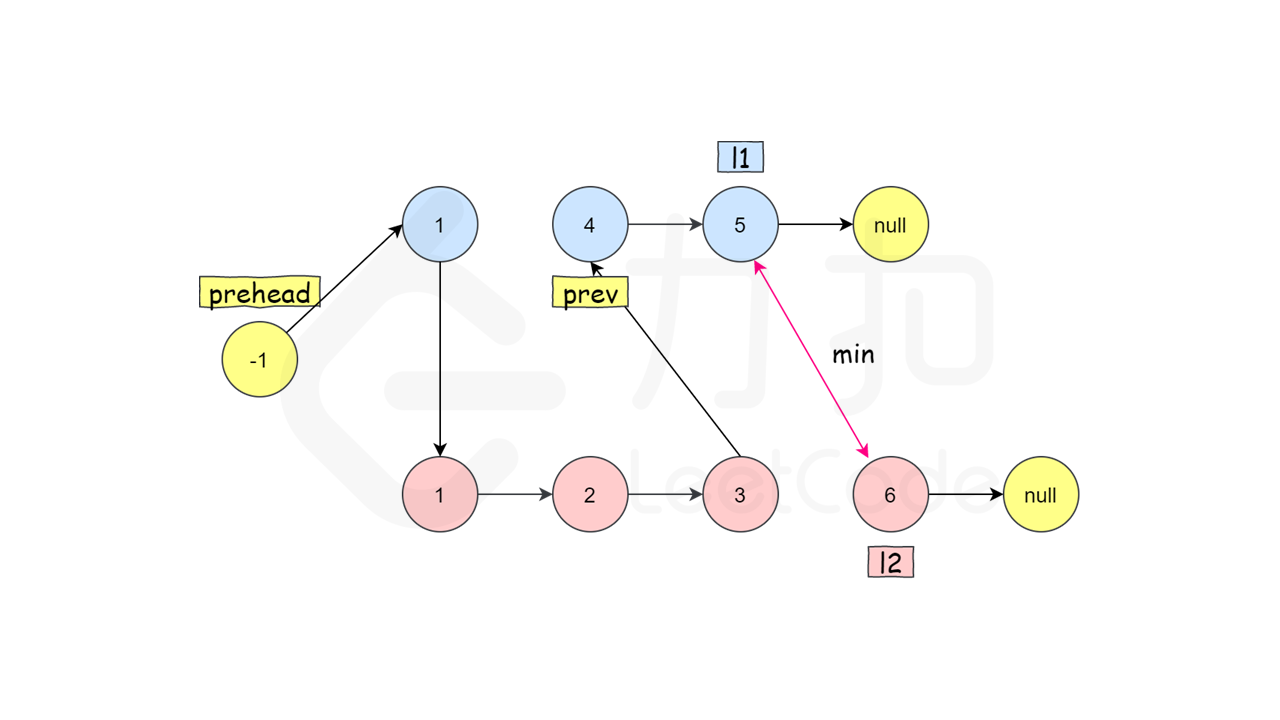 l1
1
4
5
null
prehead
prev
-1
min
力扣
LeetCode
1
2
3
6
null
l2